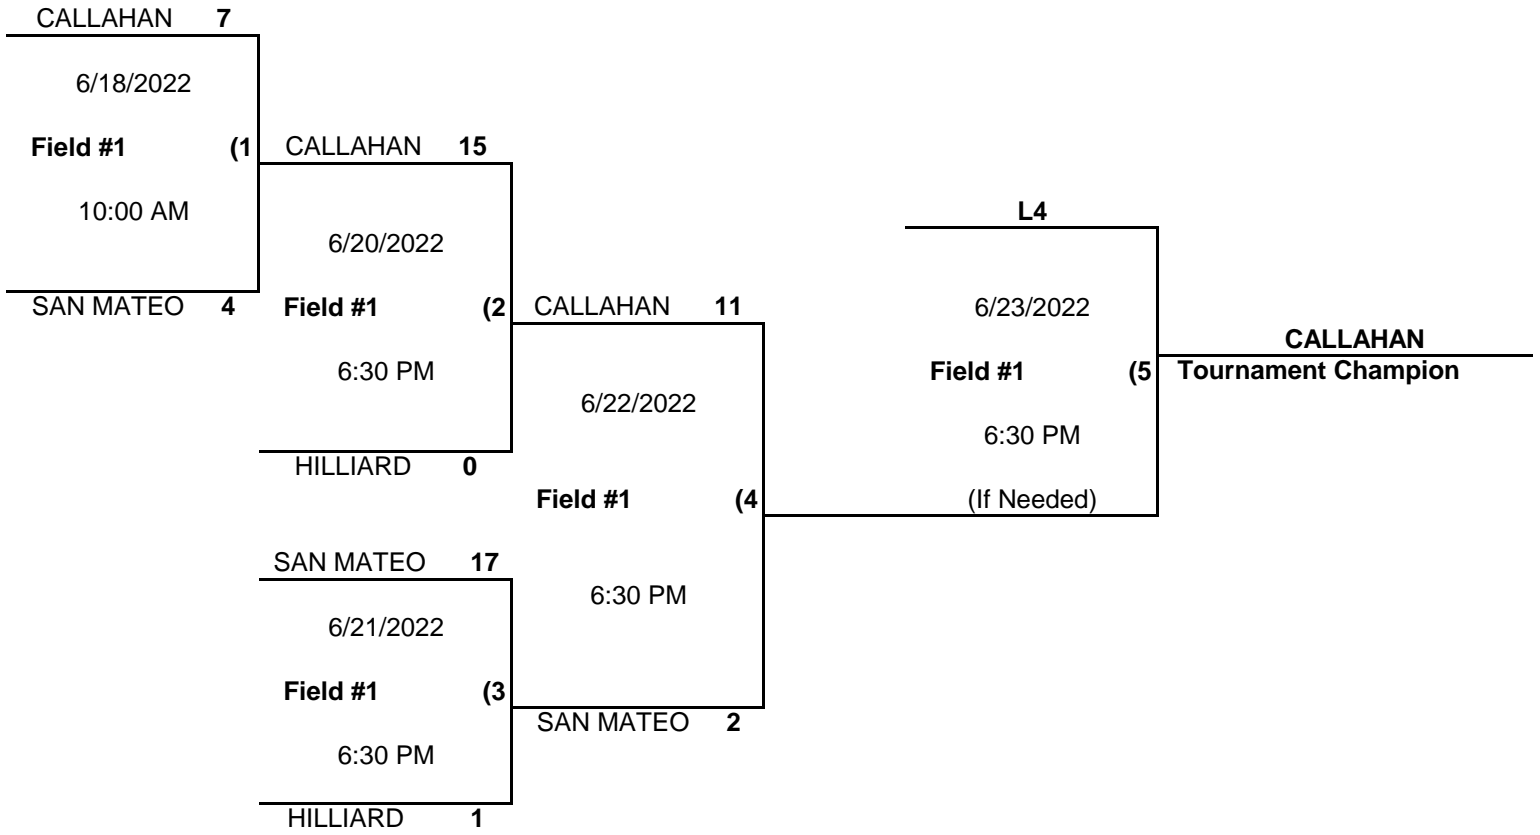 CALLAHAN 7
6/18/2022
Field #1 (1
10:00 AM
SAN MATEO 4
CALLAHAN 15
6/20/2022
Field #1 (2
6:30 PM
HILLIARD 0
SAN MATEO 17
6/21/2022
Field #1 (3
6:30 PM
HILLIARD 1
CALLAHAN 11
6/22/2022
Field #1 (4
6:30 PM
SAN MATEO 2
L4
6/23/2022
Field #1 (5
6:30 PM
(If Needed)
CALLAHAN
Tournament Champion